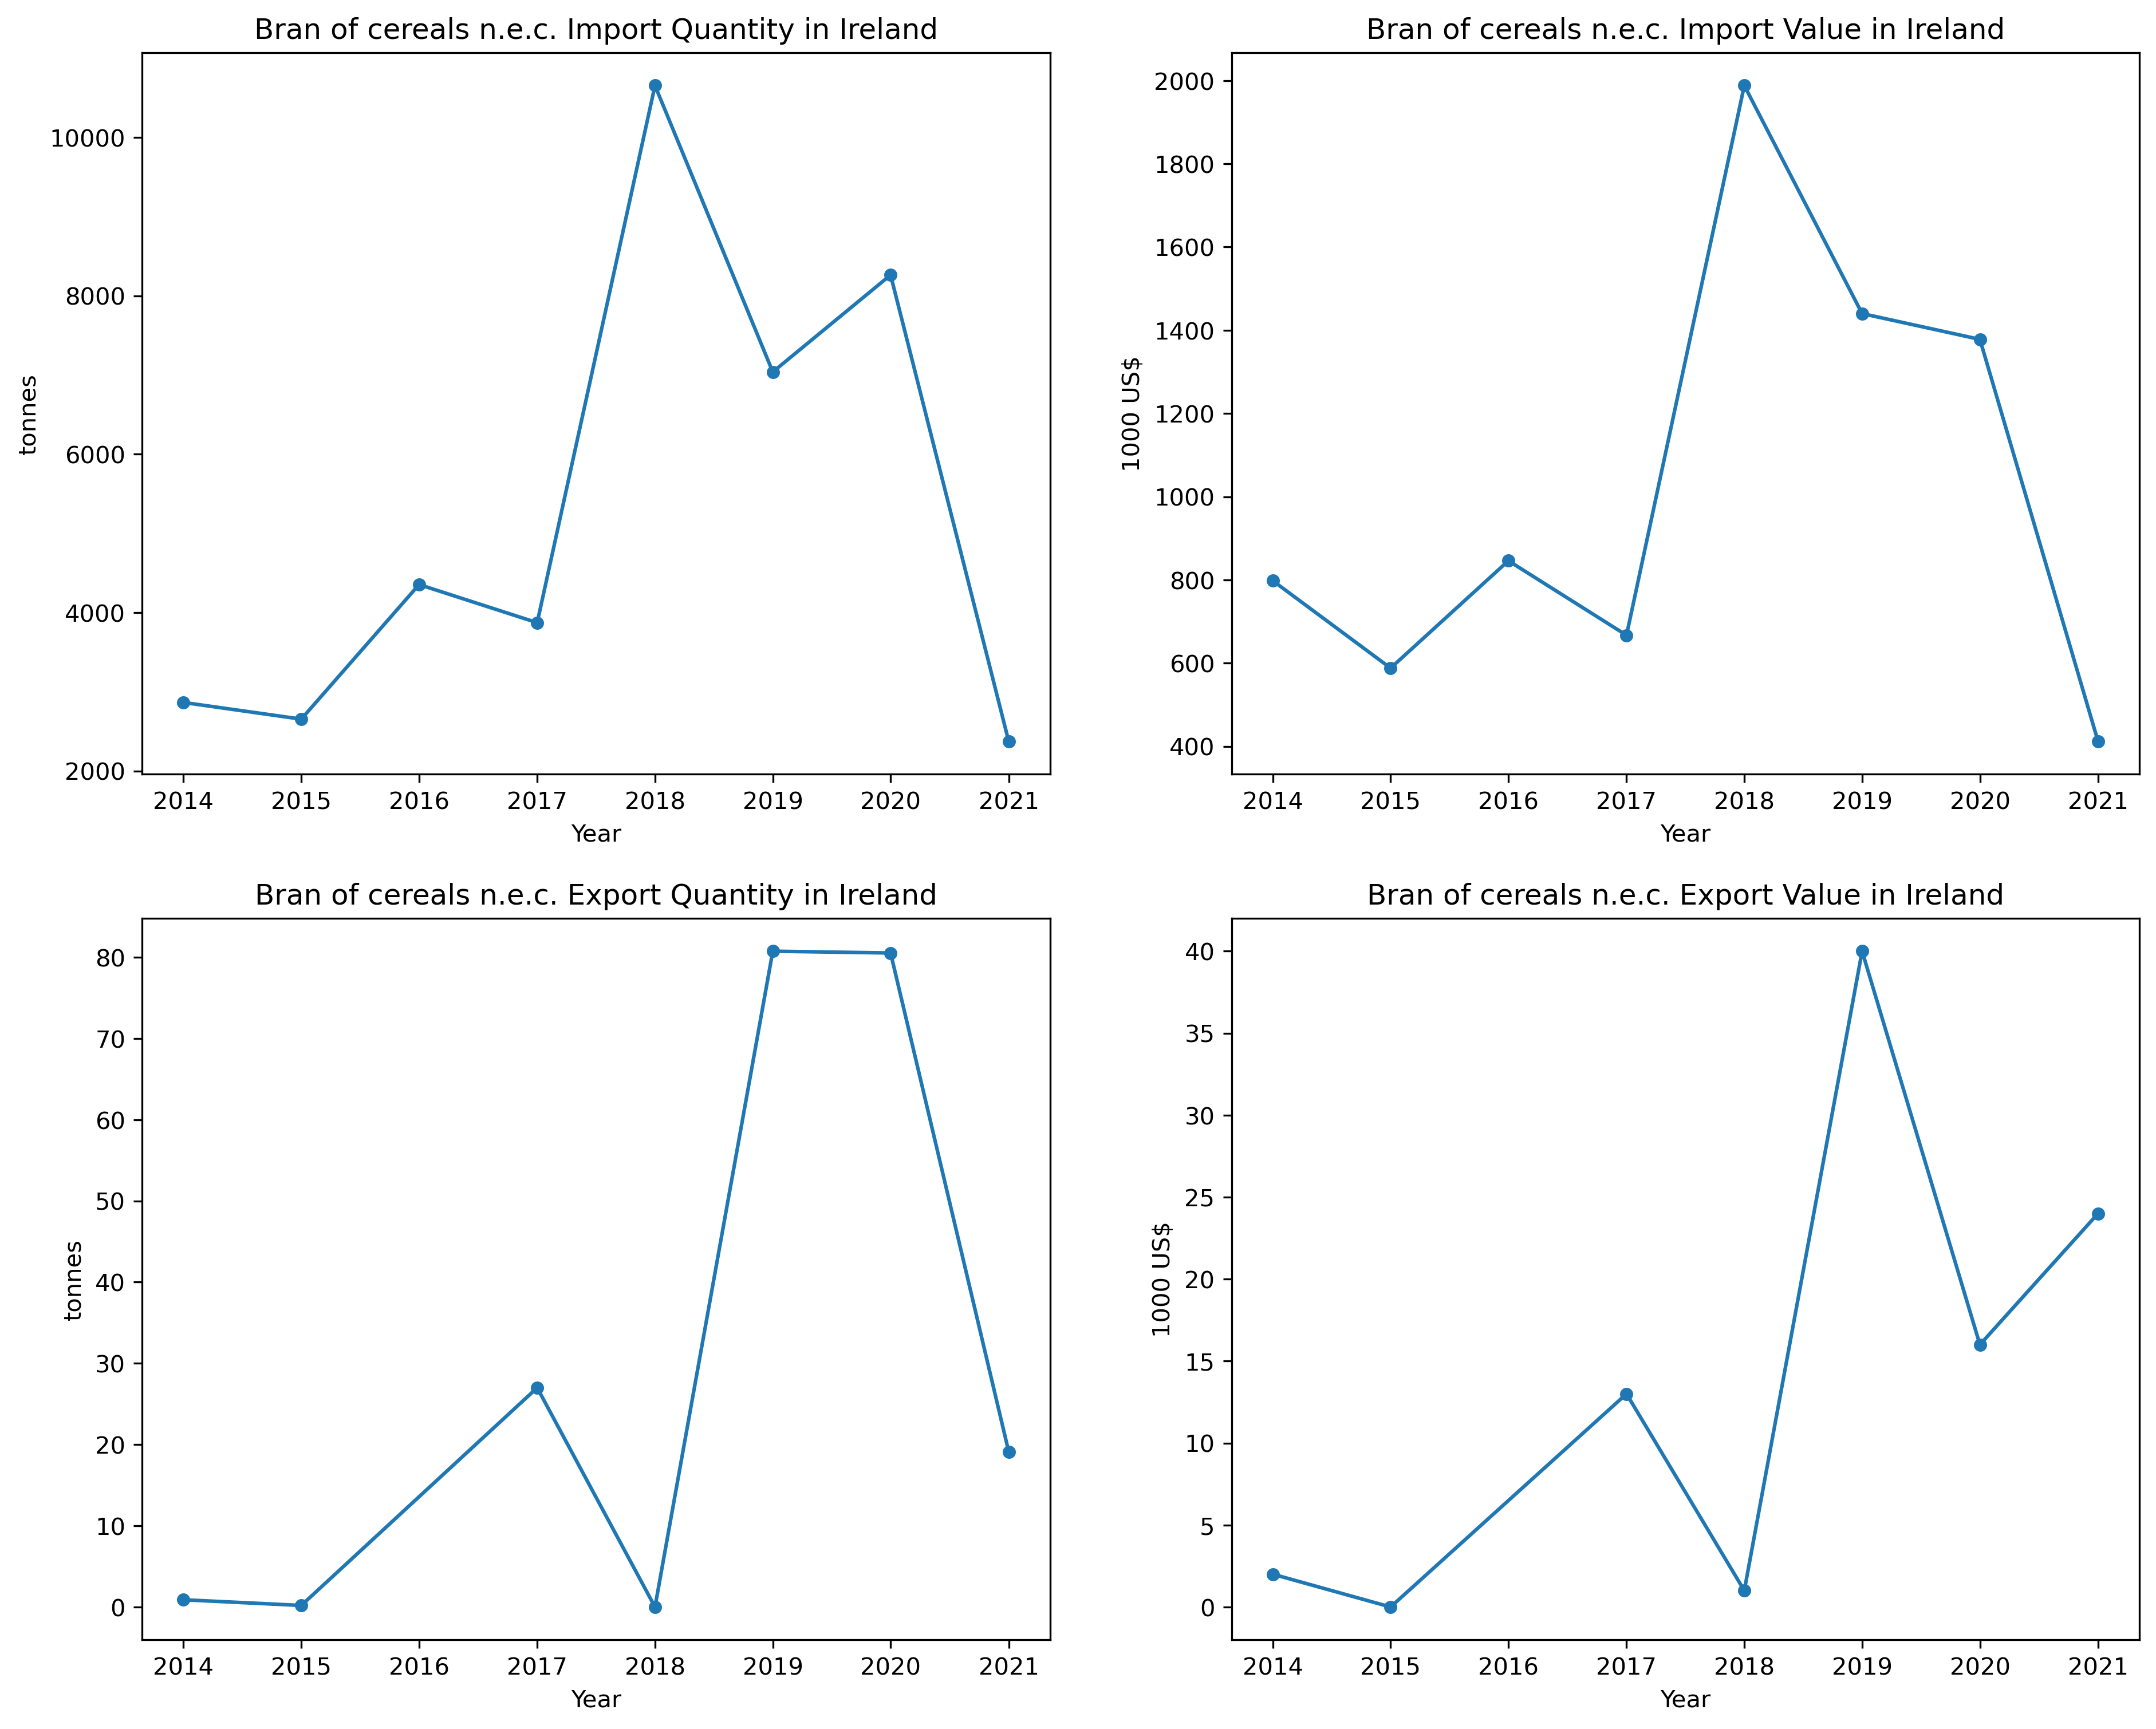 Bran of cereals n.e.c. Import Quantity in Ireland
10000
8000
6000
4000
2000
tonnes
2014 2015 2016 2017 2018 2019 2020 2021
Year
Bran of cereals n.e.c. Import Value in Ireland
2000
1800
1600
1400
1200
1000
800
600
400
1000 US$
2014 2015 2016 2017 2018 2019 2020 2021
Year
Bran of cereals n.e.c. Export Quantity in Ireland
80
70
60
50
40
30
20
10
0
tonnes
2014 2015 2016 2017 2018 2019 2020 2021
Year
Bran of cereals n.e.c. Export Value in Ireland
40
35
30
25
20
15
10
5
0
1000 US$
2014 2015 2016 2017 2018 2019 2020 2021
Year